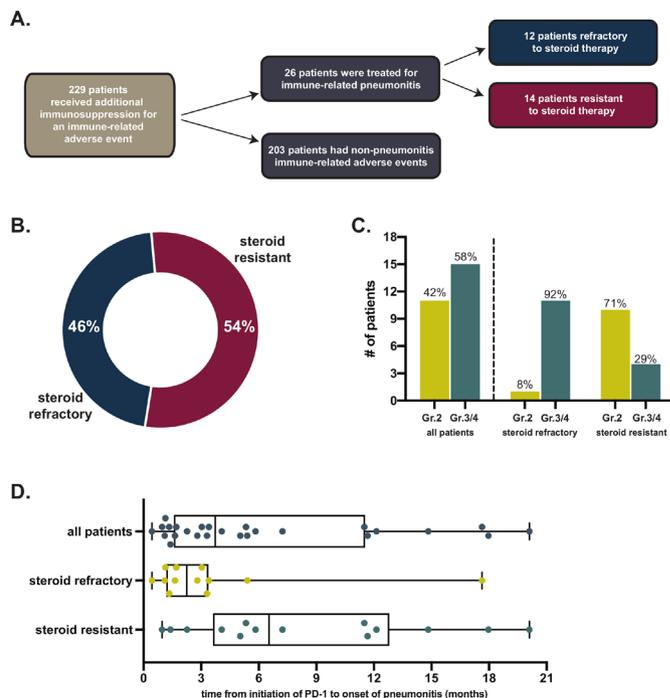 A.
229 patients
received additional
immunosuppression for
an immune-related
adverse event
26 patients were treated for
immune-related pneumonitis
203 patients had non-pneumonitis
immune-related adverse events
12 patients refractory
to steroid therapy
14 patients resistant
to steroid therapy
B.
steroid
resistant
46%
54%
steroid
refractory
C.
# of patients
18
15
12
9
6
3
0
42%
58%
8%
92%
71%
29%
Gr.2 Gr.3/4 Gr.2 Gr.3/4 Gr.2 Gr.3/4
all patients steroid refractory steroid resistant
D.
all patients
steroid refractory
steroid resistant
0 3 6 9 12 15 18 21
time from initiation of PD-1 to onset of pneumonitis (months)